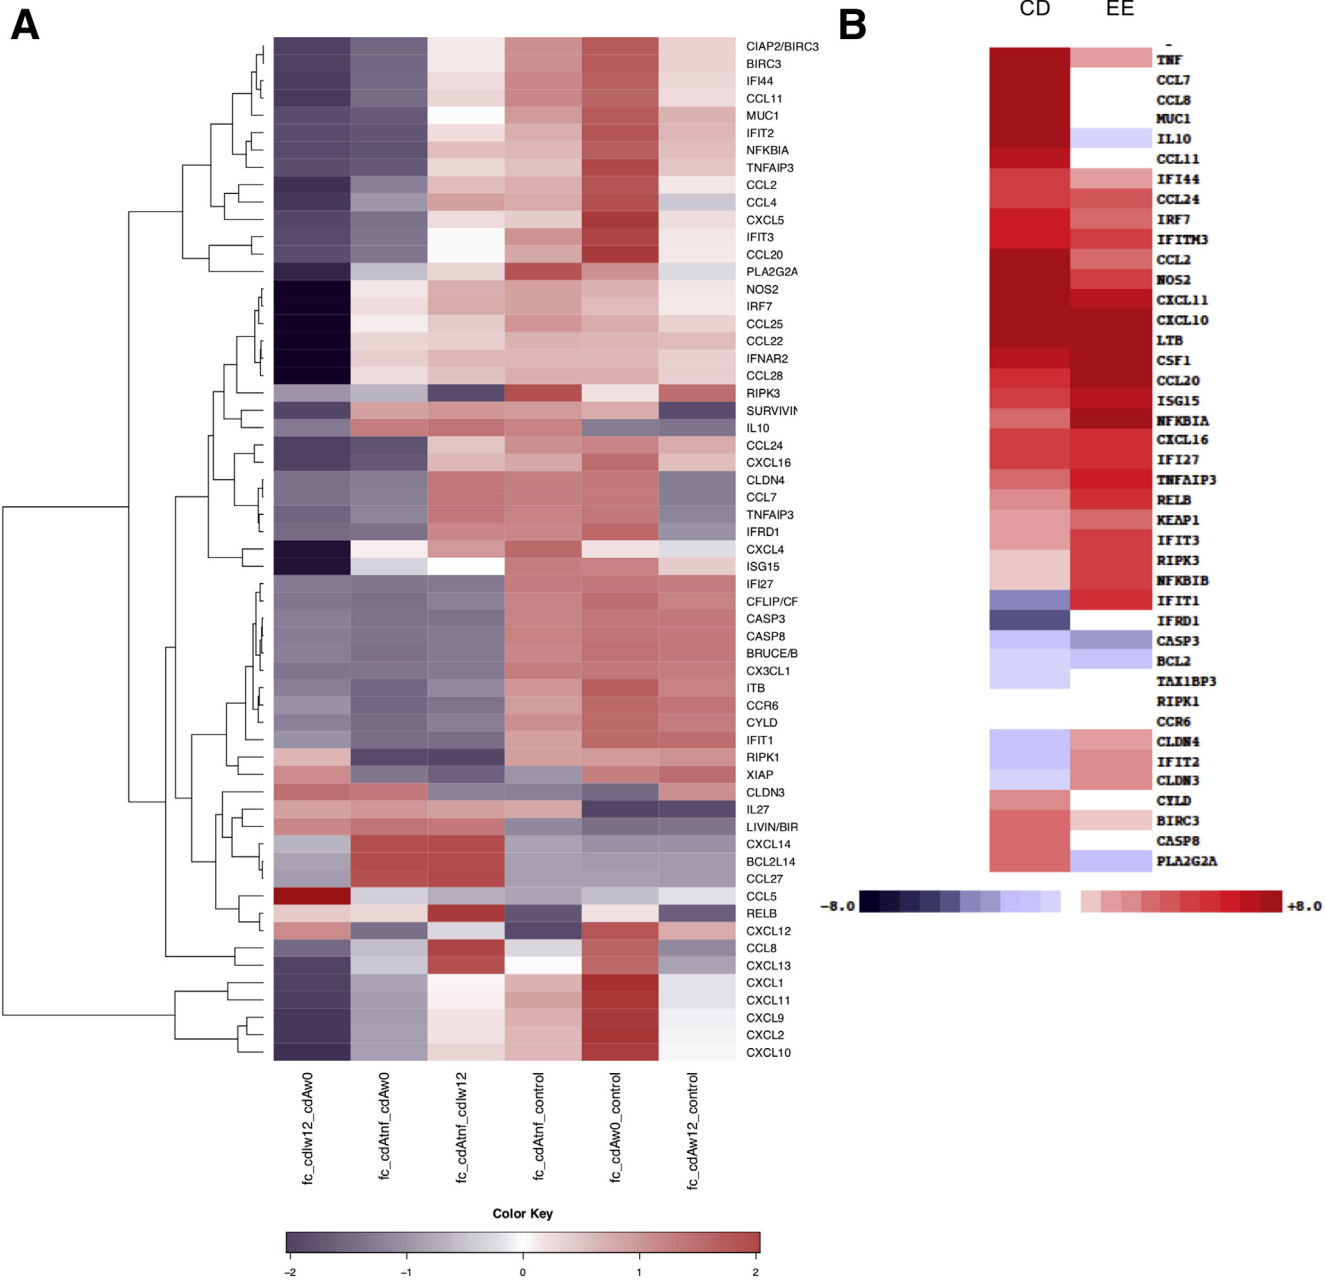 A
CIAP2/BIRC3
BIRC3
IFI44
CCL11
MUC1
IFIT2
NFKBIA
TNFAIP3
CCL2
CCL4
CXCL5
IFIT3
CCL20
PLA2G2A
NOS2
IRF7
CCL25
CCL22
IFNAR2
CCL28
RIPK3
SURVIVIN
IL10
CCL24
CXCL16
CLDN4
CCL7
TNFAIP3
IFRD1
CXCL4
ISG15
IFI27
CFLIP/CF
CASP3
CASP8
BRUCE/B
CX3CL1
ITB
CCR6
CYLD
IFIT1
RIPK1
XIAP
CLDN3
IL27
LIVIN/BIR
CXCL14
BCL2L14
CCL27
CCL5
RELB
CXCL12
CCL8
CXCL13
CXCL1
CXCL11
CXCL9
CXCL2
CXCL10
fc_cdIw12_cdAw0
fc_cdAtnf_cdAw0
fc_cdAtnf_cdIw12
fc_cdAtnf_control
fc_cdAw0_control
fc_cdAw12_control
Color Key
−2 −1 0 1 2
B
CD EE
TNF
CCL7
CCL8
MUC1
IL10
CCL11
IFI44
CCL24
IRF7
IFITM3
CCL2
NOS2
CXCL11
CXCL10
LTB
CSF1
CCL20
ISG15
NFKBIA
CXCL16
IFI27
TNFAIP3
RELB
KEAP1
IFIT3
RIPK3
NFKBIB
IFIT1
IFRD1
CASP3
BCL2
TAX1BP3
RIPK1
CCR6
CLDN4
IFIT2
CLDN3
CYLD
BIRC3
CASP8
PLA2G2A
-8.0 +8.0